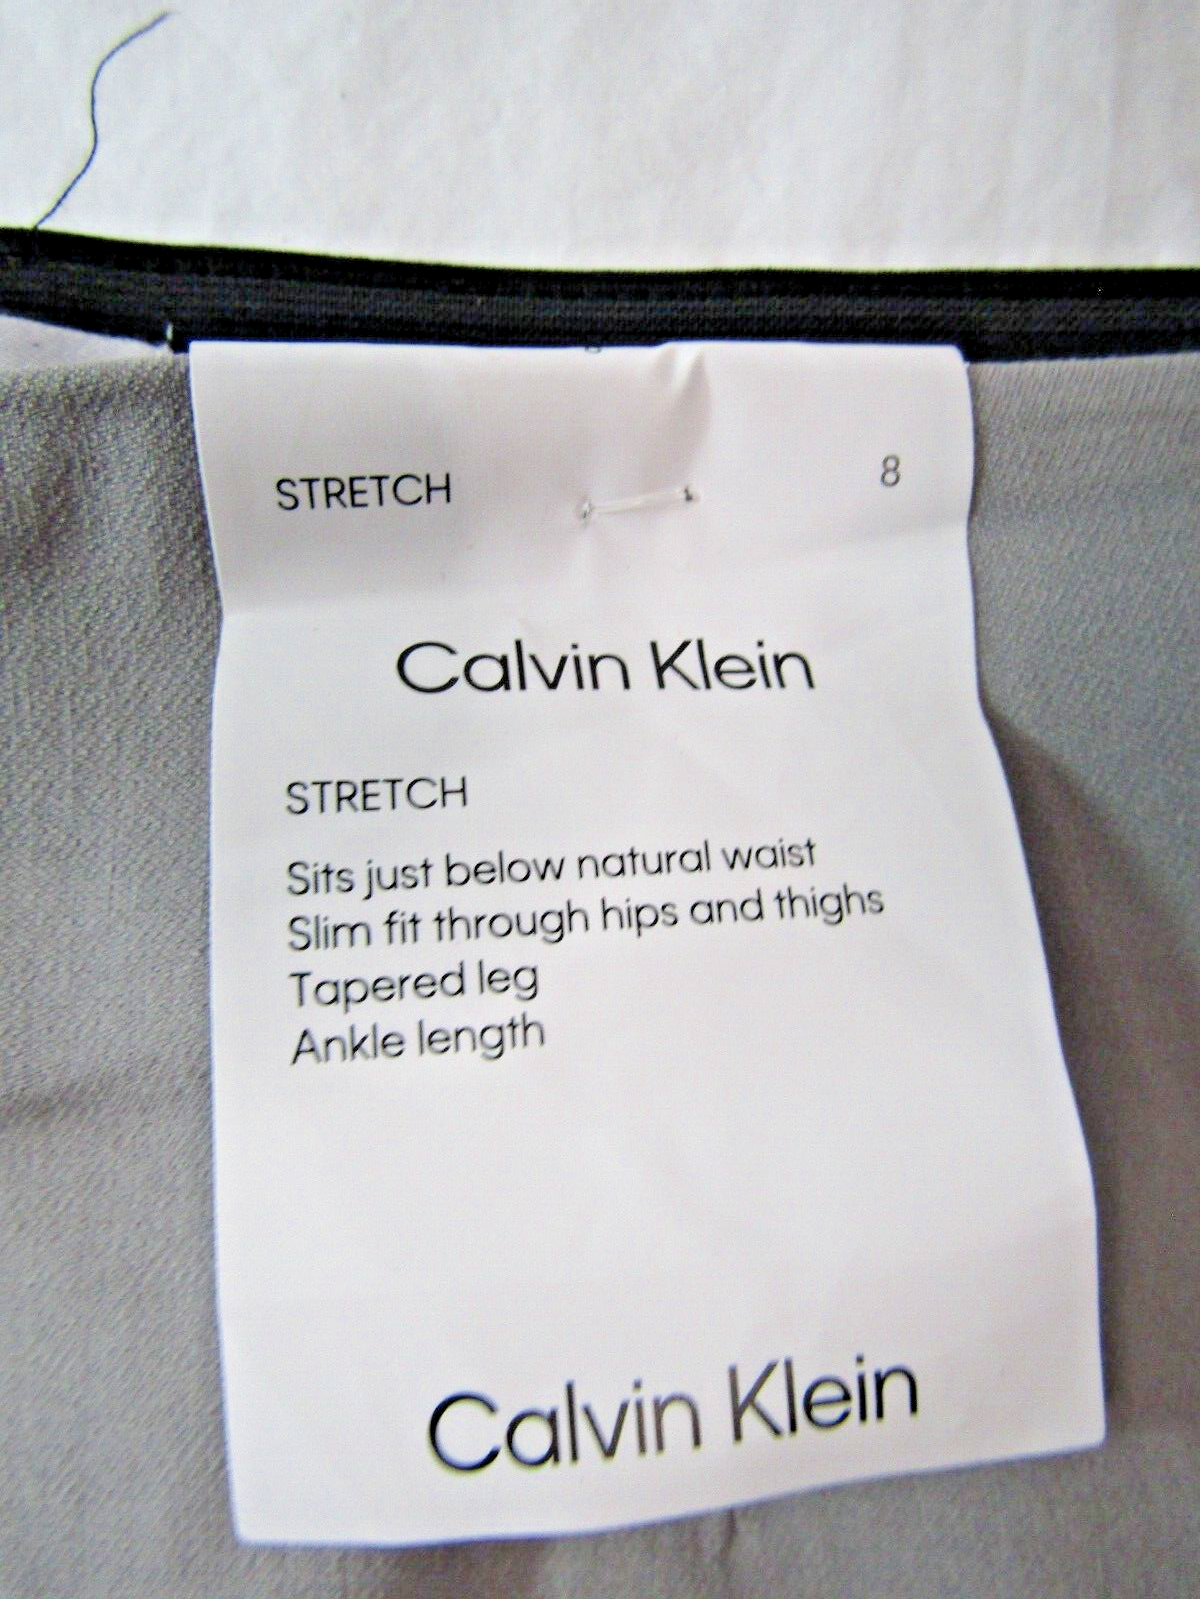 STRETCH 8
Calvin Klein
STRETCH
Sits just below natural waist
Slim fit through hips and thighs
Tapered leg
Ankle length
Calvin Klein